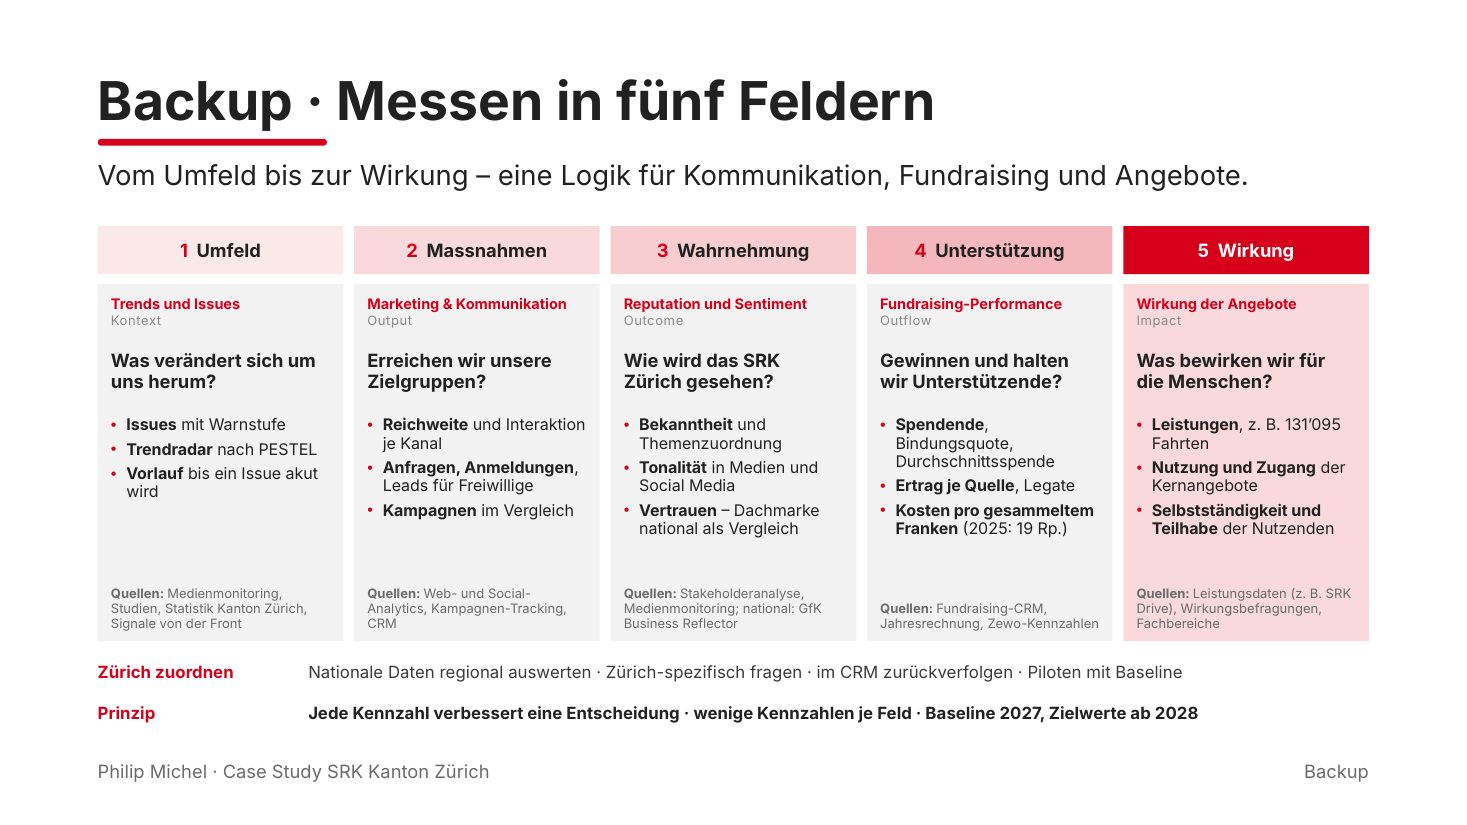 Backup · Messen in fünf Feldern
Vom Umfeld bis zur Wirkung – eine Logik für Kommunikation, Fundraising und Angebote.
1 Umfeld
Trends und Issues
Kontext
Was verändert sich um
uns herum?
• Issues mit Warnstufe
• Trendradar nach PESTEL
• Vorlauf bis ein Issue akut
wird
Quellen: Medienmonitoring,
Studien, Statistik Kanton Zürich,
Signale von der Front
2 Massnahmen
Marketing & Kommunikation
Output
Erreichen wir unsere
Zielgruppen?
• Reichweite und Interaktion
je Kanal
• Anfragen, Anmeldungen,
Leads für Freiwillige
• Kampagnen im Vergleich
Quellen: Web- und Social-
Analytics, Kampagnen-Tracking,
CRM
3 Wahrnehmung
Reputation und Sentiment
Outcome
Wie wird das SRK
Zürich gesehen?
• Bekanntheit und
Themenzuordnung
• Tonalität in Medien und
Social Media
• Vertrauen – Dachmarke
national als Vergleich
Quellen: Stakeholderanalyse,
Medienmonitoring; national: GfK
Business Reflector
4 Unterstützung
Fundraising-Performance
Outflow
Gewinnen und halten
wir Unterstützende?
• Spendende,
Bindungsquote,
Durchschnittsspende
• Ertrag je Quelle, Legate
• Kosten pro gesammeltem
Franken (2025: 19 Rp.)
Quellen: Fundraising-CRM,
Jahresrechnung, Zewo-Kennzahlen
5 Wirkung
Wirkung der Angebote
Impact
Was bewirken wir für
die Menschen?
• Leistungen, z. B. 131’095
Fahrten
• Nutzung und Zugang der
Kernangebote
• Selbstständigkeit und
Teilhabe der Nutzenden
Quellen: Leistungsdaten (z. B. SRK
Drive), Wirkungsbefragungen,
Fachbereiche
Zürich zuordnen Nationale Daten regional auswerten · Zürich-spezifisch fragen · im CRM zurückverfolgen · Piloten mit Baseline
Prinzip Jede Kennzahl verbessert eine Entscheidung · wenige Kennzahlen je Feld · Baseline 2027, Zielwerte ab 2028
Philip Michel · Case Study SRK Kanton Zürich Backup